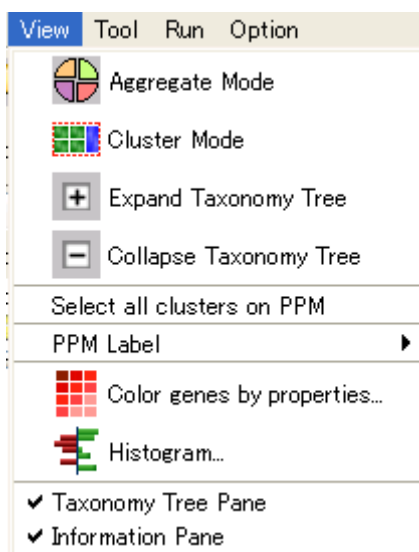 View Tool Run Option
Aggregate Mode
Cluster Mode
Expand Taxonomy Tree
Collapse Taxonomy Tree
Select all clusters on PPM
PPM Label
Color genes by properties...
Histogram...
Taxonomy Tree Pane
Information Pane